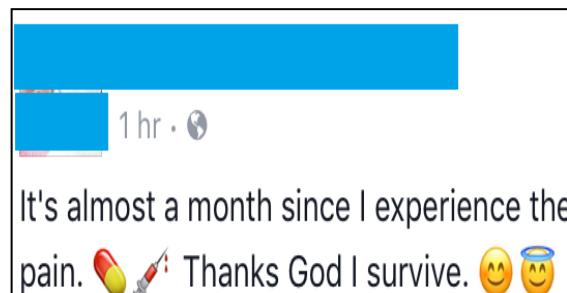 1 hr ·
It's almost a month since I experience the
pain. 💊💉 Thanks God I survive. 😊😇